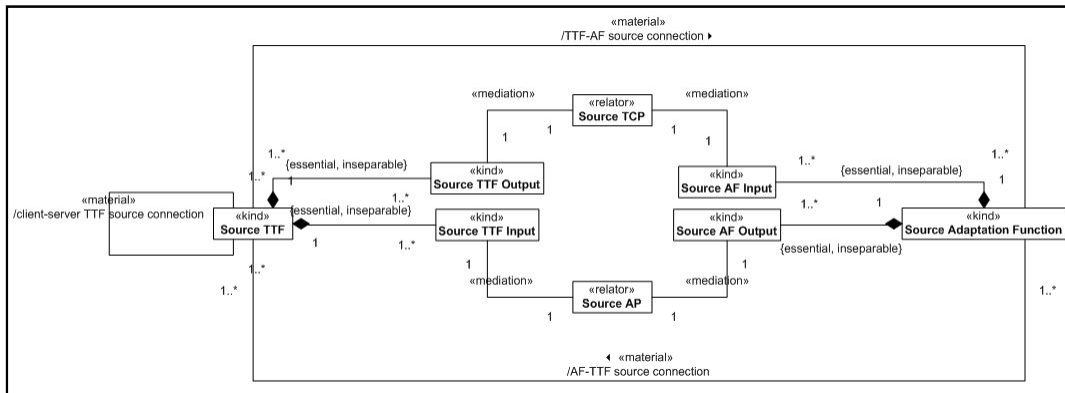 «material»
/TTF-AF source connection
«mediation»
«relator»
Source TCP
«mediation»
1
1
1
1
1..*
{essential, inseparable}
1..*
1
«kind»
Source TTF Output
«kind»
Source AF Input
1..*
{essential, inseparable}
1..*
1
«material»
/client-server TTF source connection
1..*
{essential, inseparable}
«kind»
Source TTF
1
1..*
«kind»
Source TTF Input
«kind»
Source AF Output
1..*
1
{essential, inseparable}
«kind»
Source Adaptation Function
1..*
1..*
1
«mediation»
1
«relator»
Source AP
1
«mediation»
1
1..*
«material»
/AF-TTF source connection